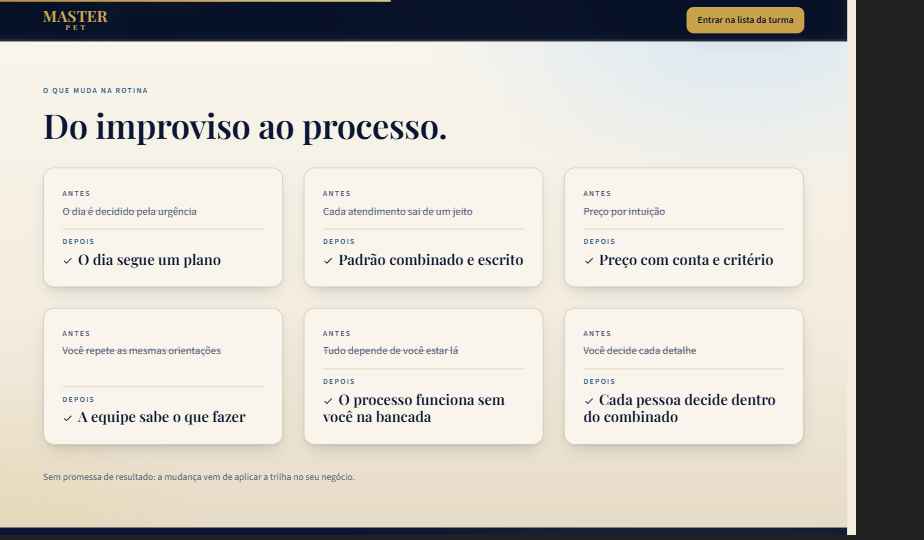 MASTER
PET
Entrar na lista da turma
O QUE MUDA NA ROTINA
Do improviso ao processo.
ANTES
O dia é decidido pela urgência
DEPOIS
✓ O dia segue um plano
ANTES
Cada atendimento sai de um jeito
DEPOIS
✓ Padrão combinado e escrito
ANTES
Preço por intuição
DEPOIS
✓ Preço com conta e critério
ANTES
Você repete as mesmas orientações
DEPOIS
✓ A equipe sabe o que fazer
ANTES
Tudo depende de você estar lá
DEPOIS
✓ O processo funciona sem
você na bancada
ANTES
Você decide cada detalhe
DEPOIS
✓ Cada pessoa decide dentro
do combinado
Sem promessa de resultado: a mudança vem de aplicar a trilha no seu negócio.